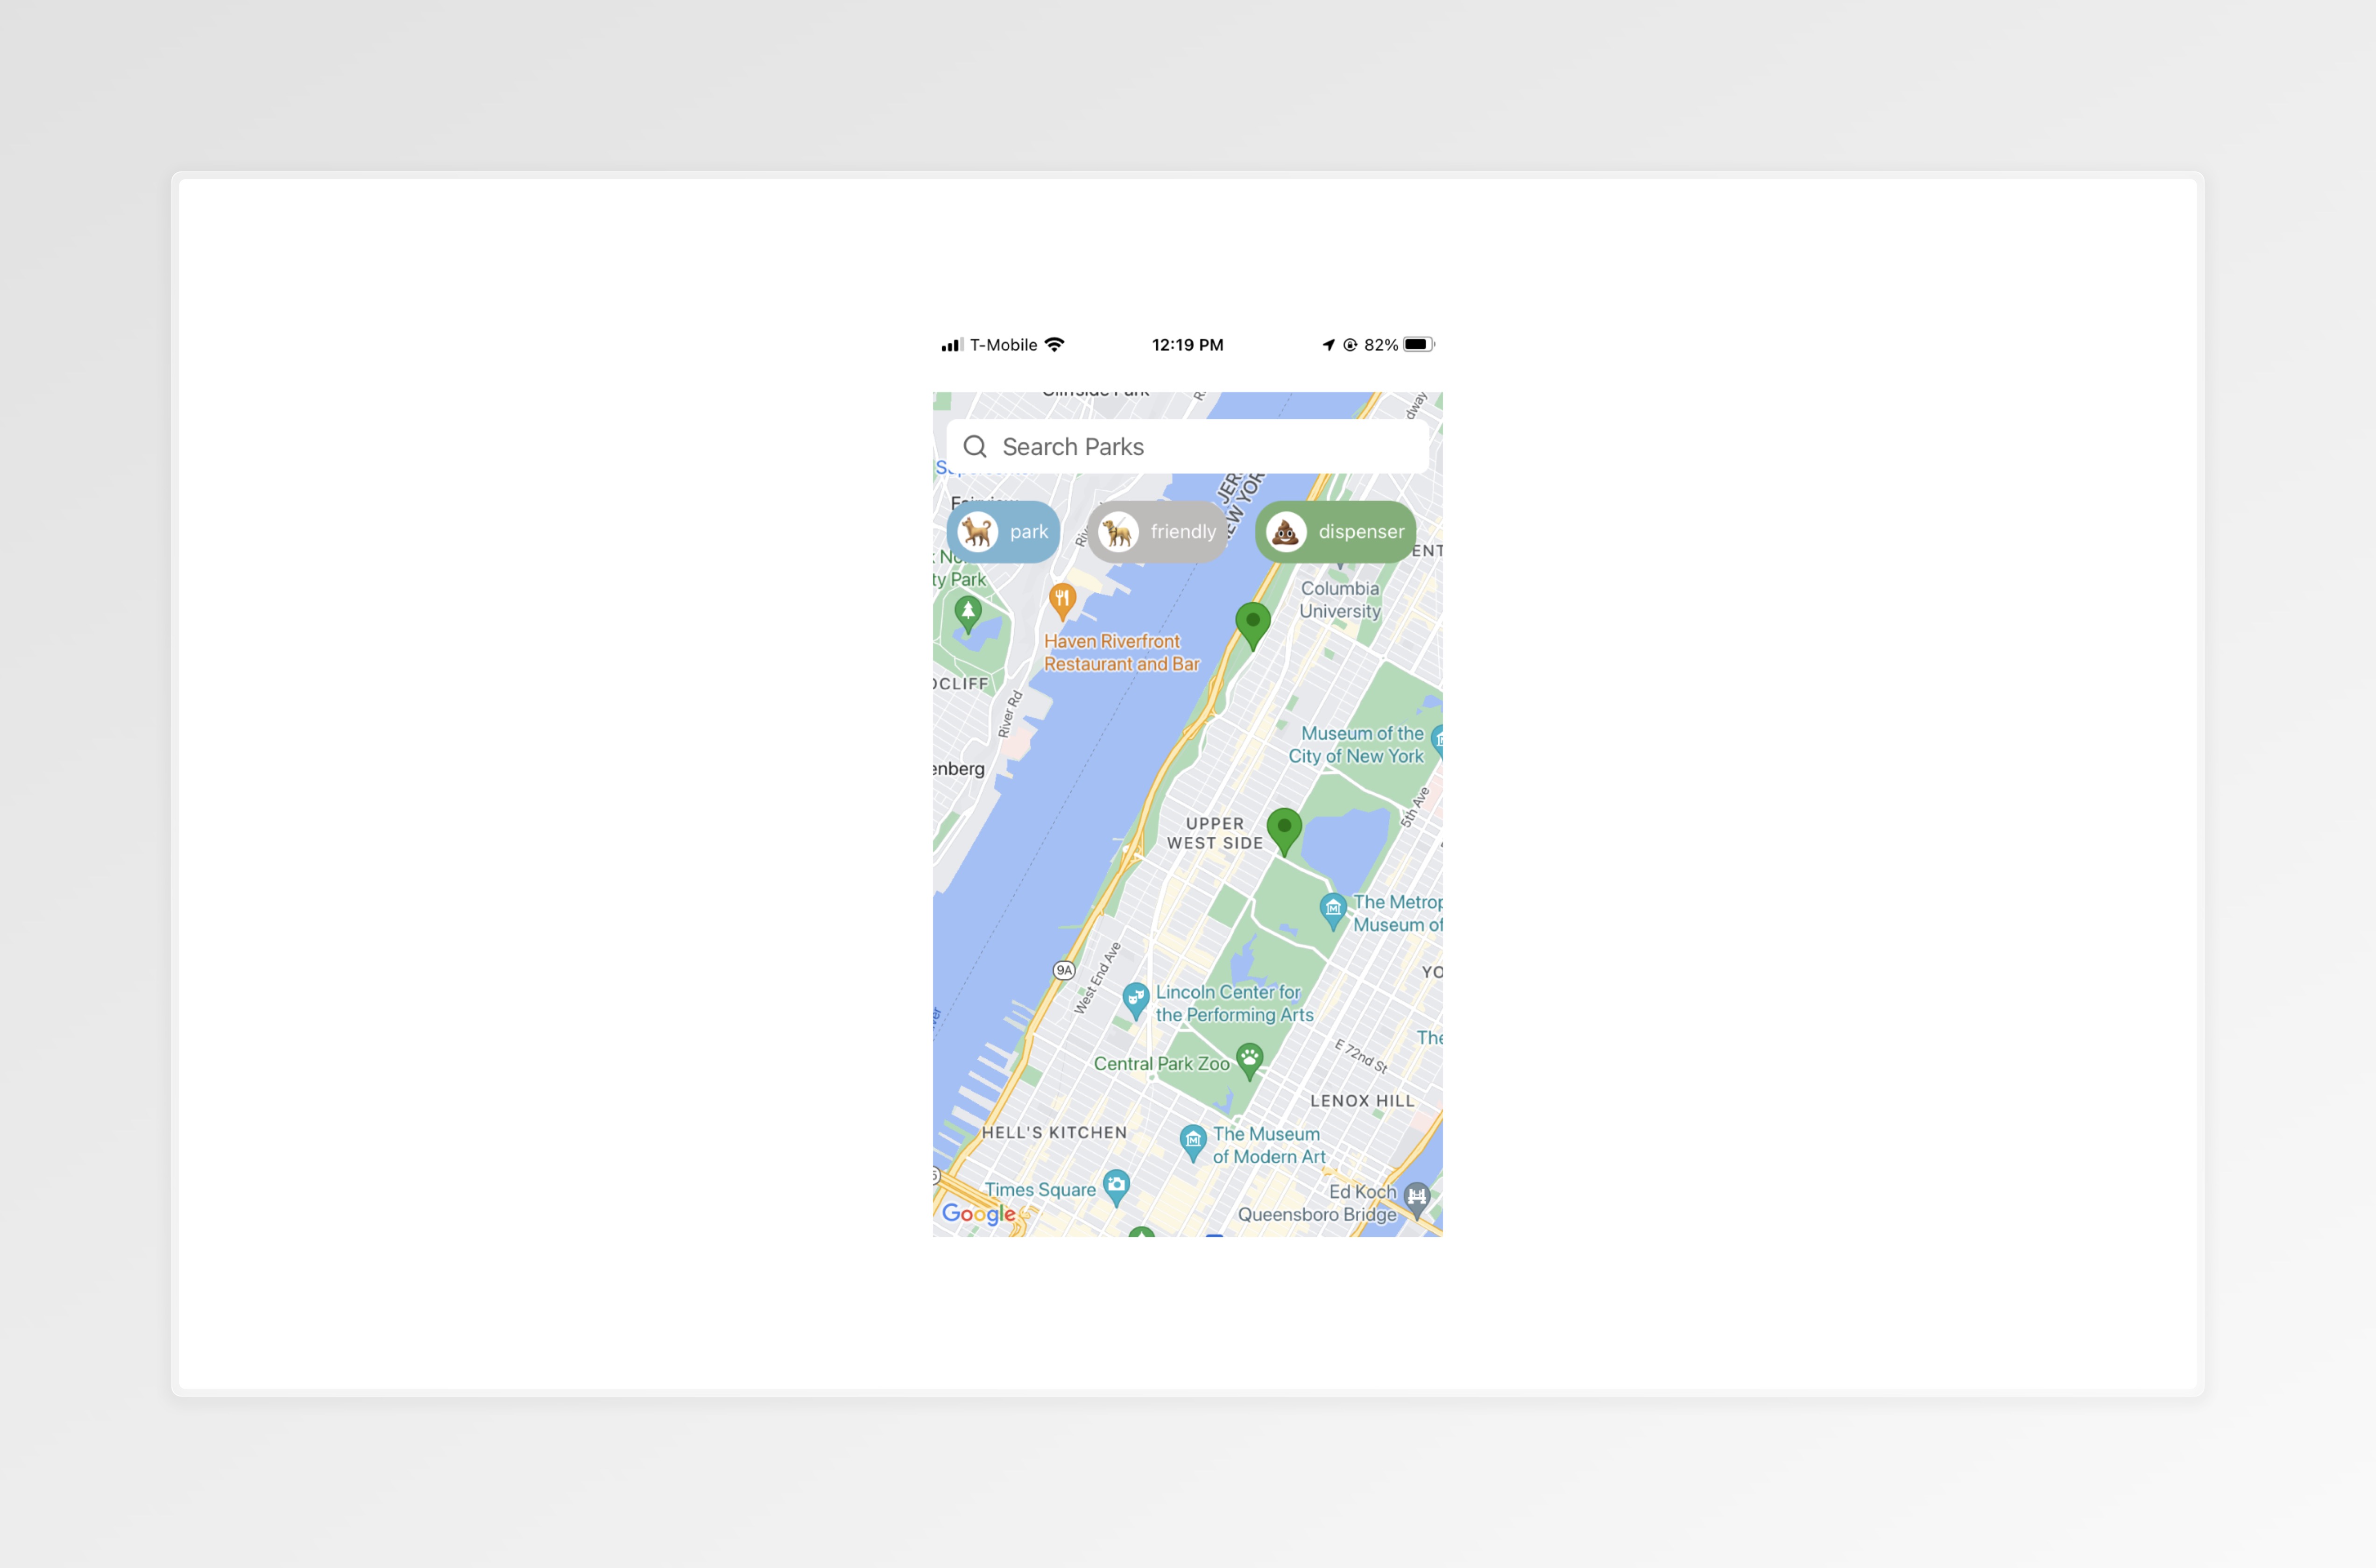 T-Mobile
12:19 PM
82%
Search Parks
park
friendly
dispenser
ty Park
Columbia
University
Haven Riverfront
Restaurant and Bar
River Rd
Museum of the
City of New York
enberg
5th Ave
UPPER
WEST SIDE
The Metrop
Museum of
9A
West End Ave
Lincoln Center for
the Performing Arts
Central Park Zoo
E 72nd St
LENOX HILL
HELL'S KITCHEN
The Museum
of Modern Art
Times Square
Ed Koch
Queensboro Bridge
Google